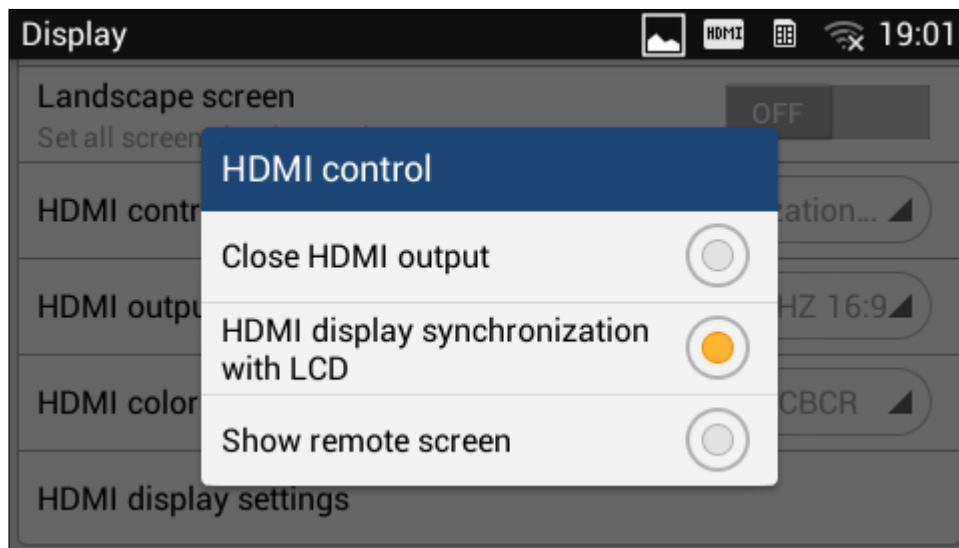 Display
HDMI
19:01
Landscape screen
OFF
Set all screen
HDMI control
HDMI contr
zation...
Close HDMI output
HDMI outpu
HZ 16:9
HDMI display synchronization
with LCD
HDMI color
CBCR
Show remote screen
HDMI display settings